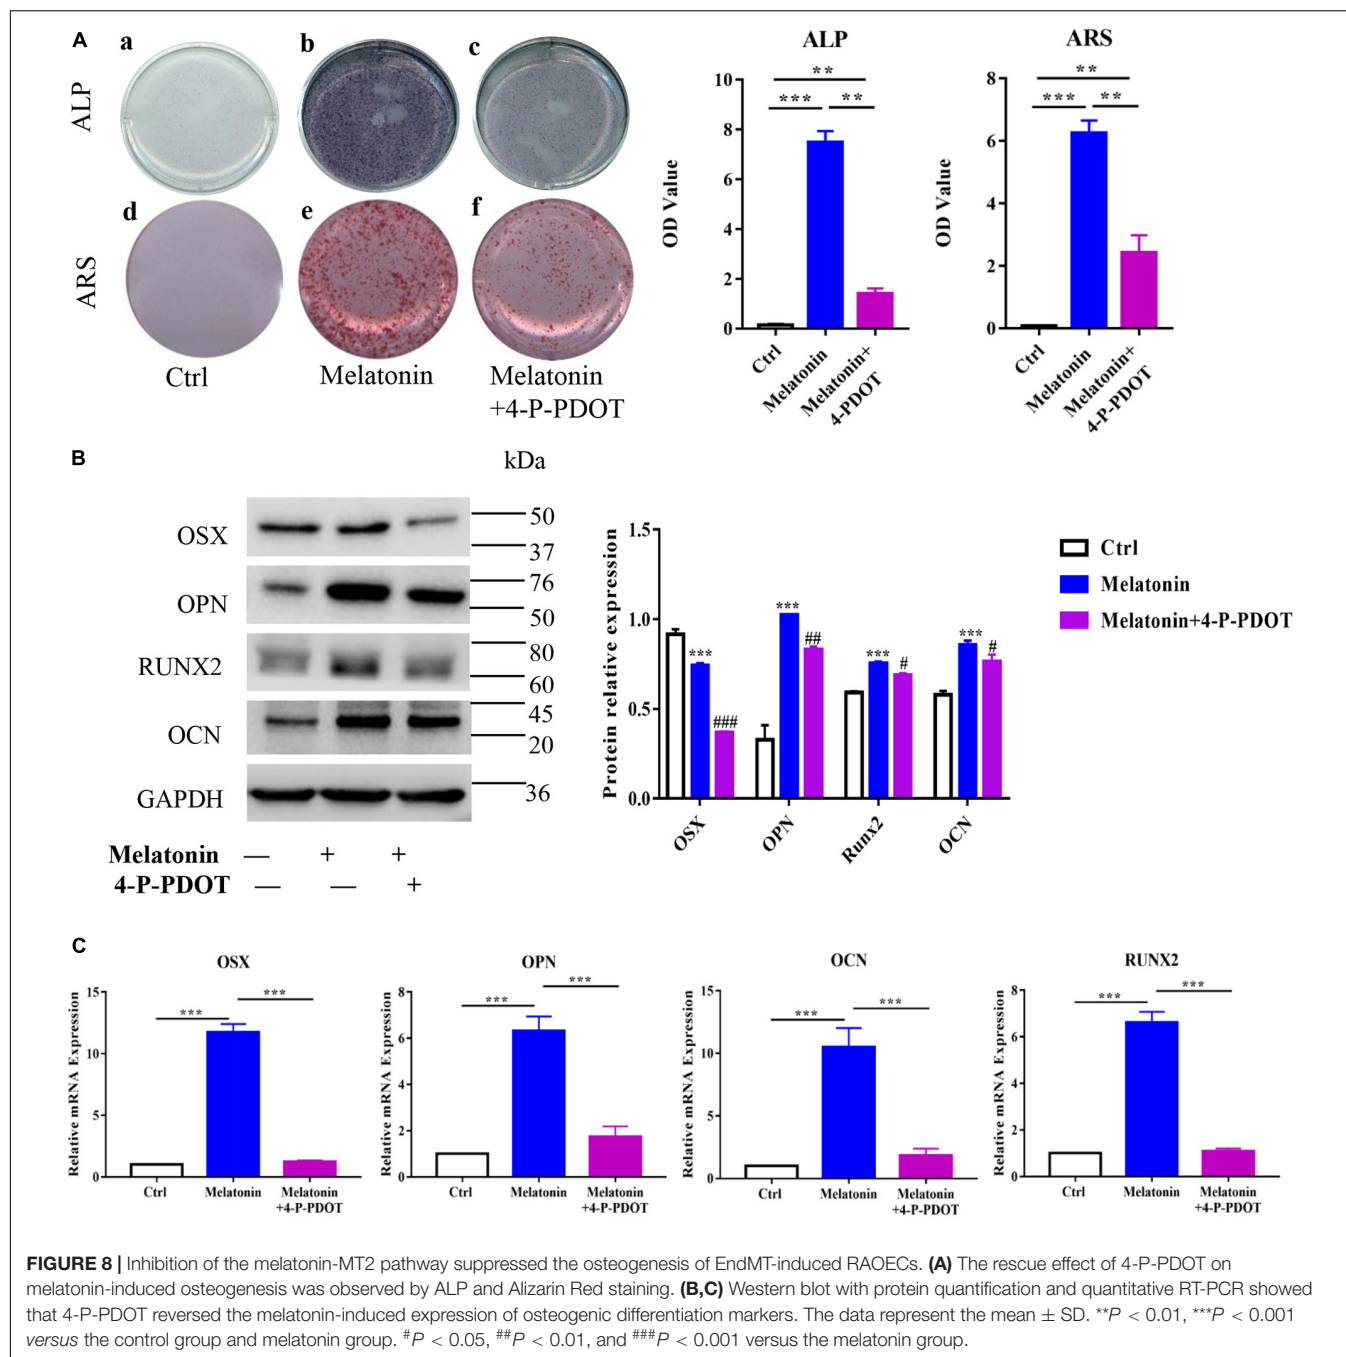 A
a
b
c
ALP
d
e
f
ARS
Ctrl
Melatonin
Melatonin
+4-P-PDOT
ALP
10
8
6
4
2
0
OD Value
**
***
**
Ctrl
Melatonin
Melatonin+
4-PDOT
ARS
8
6
4
2
0
OD Value
**
***
**
Ctrl
Melatonin
Melatonin+
4-P-PDOT
B
kDa
OSX
50
37
OPN
76
50
RUNX2
80
60
OCN
45
20
GAPDH
36
Melatonin — + +
4-P-PDOT — — +
Protein relative expression
1.5
1.0
0.5
0.0
***
###
***
##
***
#
***
#
OSX
OPN
Runx2
OCN
Ctrl
Melatonin
Melatonin+4-P-PDOT
C
OSX
Relative mRNA Expression
15
10
5
0
***
***
Ctrl
Melatonin
Melatonin
+4-P-PDOT
OPN
Relative mRNA Expression
8
6
4
2
0
***
***
Ctrl
Melatonin
Melatonin
+4-P-PDOT
OCN
Relative mRNA Expression
15
10
5
0
***
***
Ctrl
Melatonin
Melatonin
+4-P-PDOT
RUNX2
Relative mRNA Expression
8
6
4
2
0
***
***
Ctrl
Melatonin
Melatonin
+4-P-PDOT
FIGURE 8 | Inhibition of the melatonin-MT2 pathway suppressed the osteogenesis of EndMT-induced RAOECs. (A) The rescue effect of 4-P-PDOT on
melatonin-induced osteogenesis was observed by ALP and Alizarin Red staining. (B,C) Western blot with protein quantification and quantitative RT-PCR showed
that 4-P-PDOT reversed the melatonin-induced expression of osteogenic differentiation markers. The data represent the mean ± SD. **P < 0.01, ***P < 0.001
versus the control group and melatonin group. #P < 0.05, ##P < 0.01, and ###P < 0.001 versus the melatonin group.